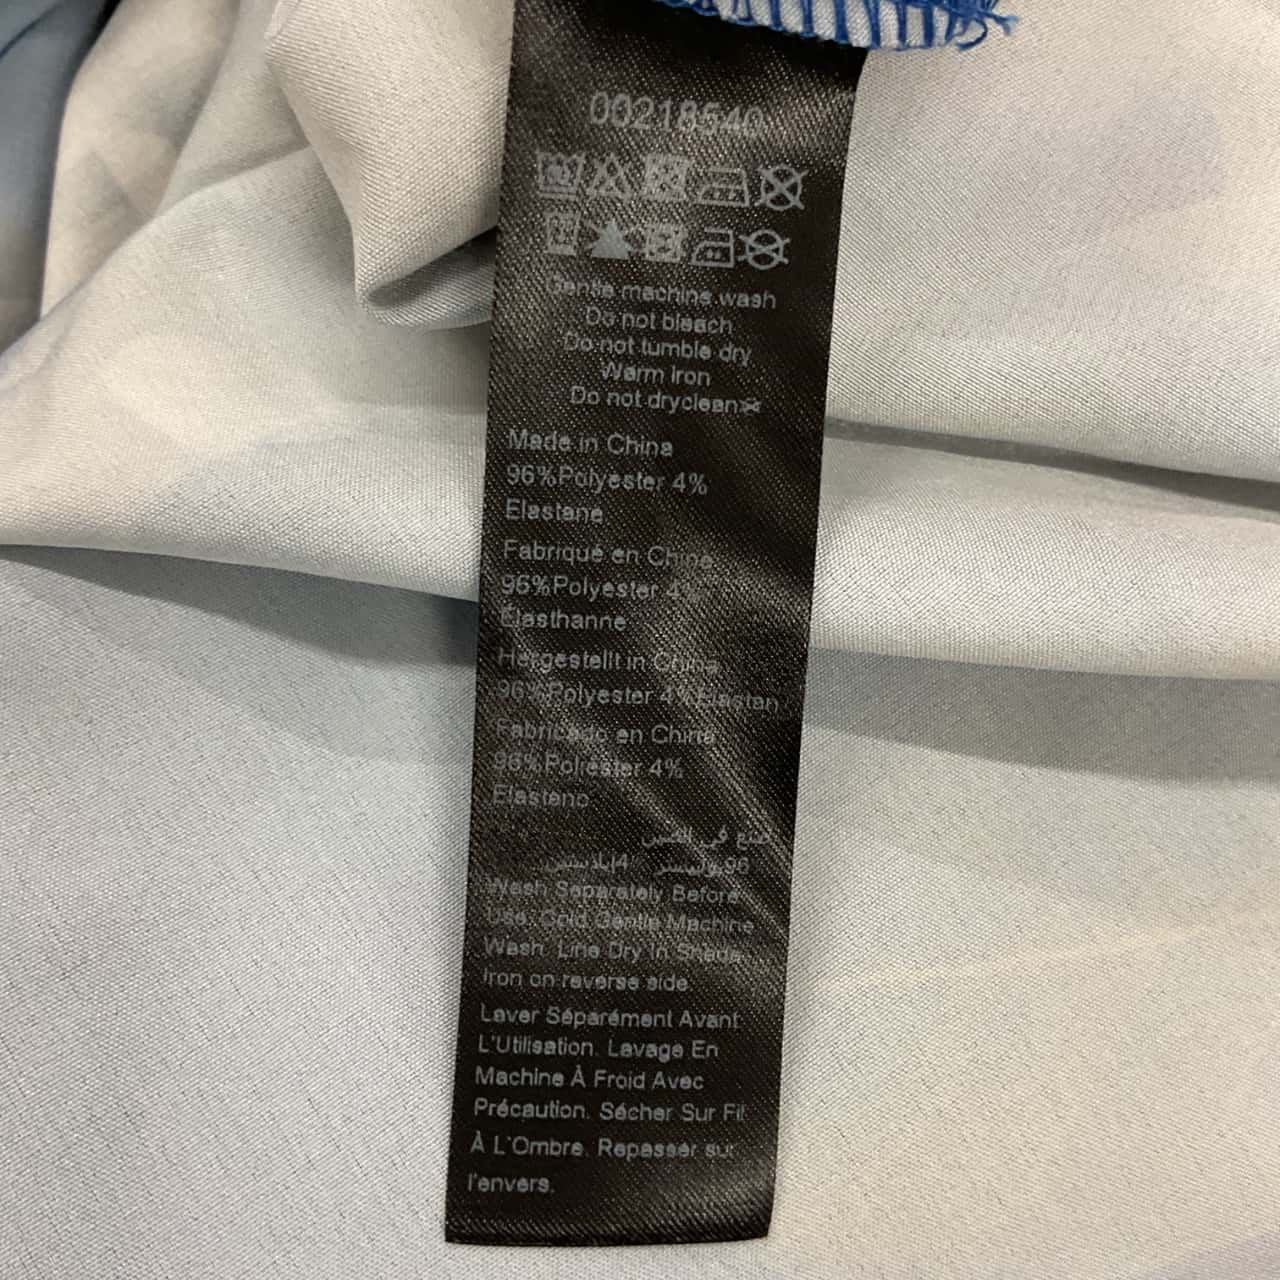 00218540
Gentle machine wash
Do not bleach
Do not tumble dry
Warm Iron
Do not dryclean
Made in China
96%Polyester 4%
Elastane
Fabriqué en Chine
96%Polyester 4%
Élasthanne
Hergestellt in China
96%Polyester 4%Elastan
Fabricado en China
96%Poliester 4%
Elastano
صنع في الصين
Wash Separately Before
Use. Cold Gentle Machine
Wash. Line Dry In Shade.
Iron on reverse side.
Laver Séparément Avant
L'Utilisation. Lavage En
Machine À Froid Avec
Précaution. Sécher Sur Fil
À L'Ombre. Repasser sur
l'envers.